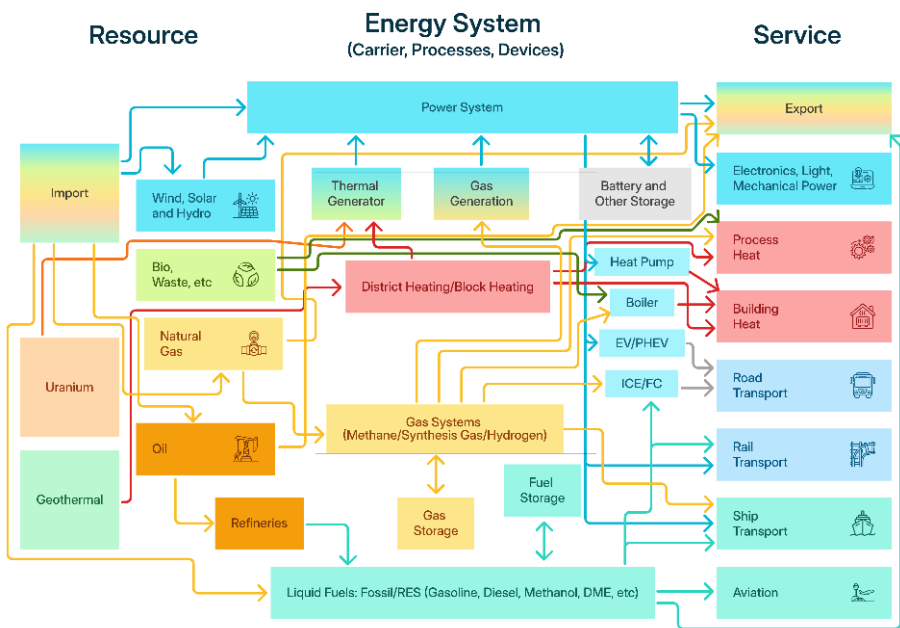 Resource
Energy System
(Carrier, Processes, Devices)
Service
Power System
Export
Import
Wind, Solar
and Hydro
Thermal
Generator
Gas
Generation
Battery and
Other Storage
Electronics, Light,
Mechanical Power
Bio,
Waste, etc
District Heating/Block Heating
Heat Pump
Process
Heat
Boiler
Building
Heat
Natural
Gas
EV/PHEV
Uranium
ICE/FC
Road
Transport
Oil
Gas Systems
(Methane/Synthesis Gas/Hydrogen)
Rail
Transport
Geothermal
Refineries
Gas
Storage
Fuel
Storage
Ship
Transport
Liquid Fuels: Fossil/RES (Gasoline, Diesel, Methanol, DME, etc)
Aviation